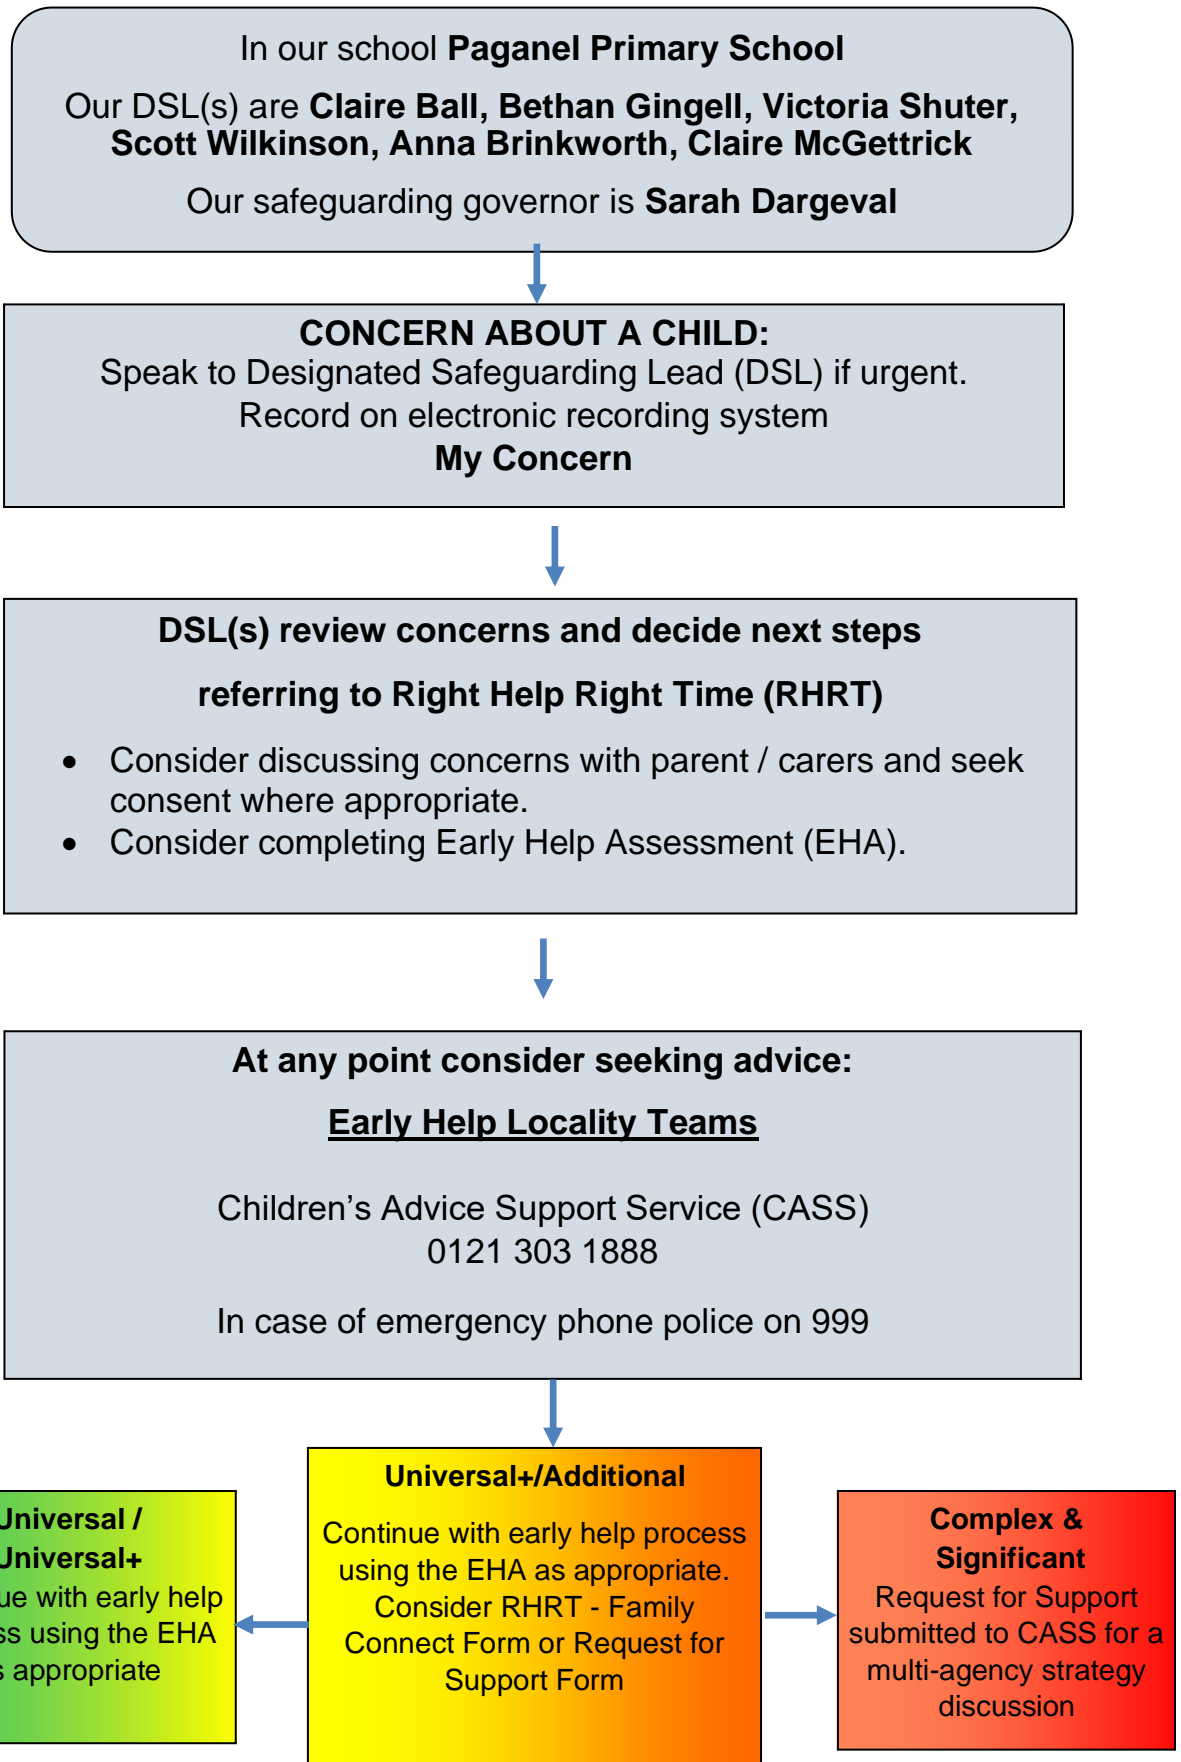 In our school Paganel Primary School
Our DSL(s) are Claire Ball, Bethan Gingell, Victoria Shuter,
Scott Wilkinson, Anna Brinkworth, Claire McGettrick
Our safeguarding governor is Sarah Dargeval
CONCERN ABOUT A CHILD:
Speak to Designated Safeguarding Lead (DSL) if urgent.
Record on electronic recording system
My Concern
DSL(s) review concerns and decide next steps
referring to Right Help Right Time (RHRT)
• Consider discussing concerns with parent / carers and seek
consent where appropriate.
• Consider completing Early Help Assessment (EHA).
At any point consider seeking advice:
Early Help Locality Teams
Children’s Advice Support Service (CASS)
0121 303 1888
In case of emergency phone police on 999
Universal /
Universal+
with early help
using the EHA
appropriate
Universal+/Additional
Continue with early help process
using the EHA as appropriate.
Consider RHRT - Family
Connect Form or Request for
Support Form
Complex &
Significant
Request for Support
submitted to CASS for a
multi-agency strategy
discussion